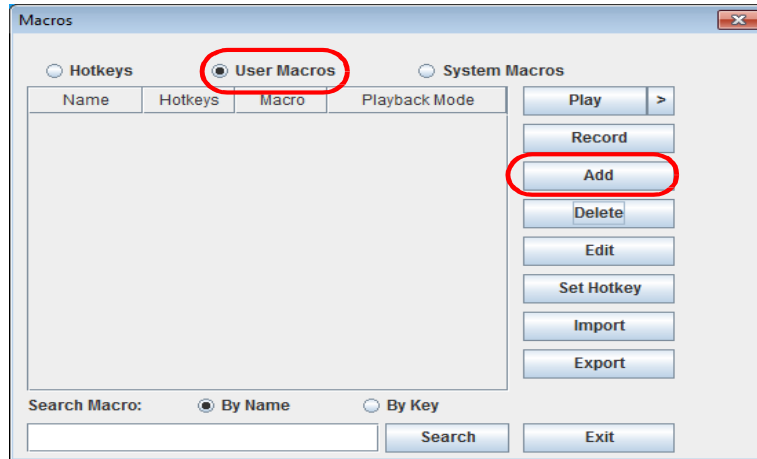 Macros
Hotkeys User Macros System Macros
Name Hotkeys Macro Playback Mode Play >
Record
Add
Delete
Edit
Set Hotkey
Import
Export
Search Macro: By Name By Key
Search Exit